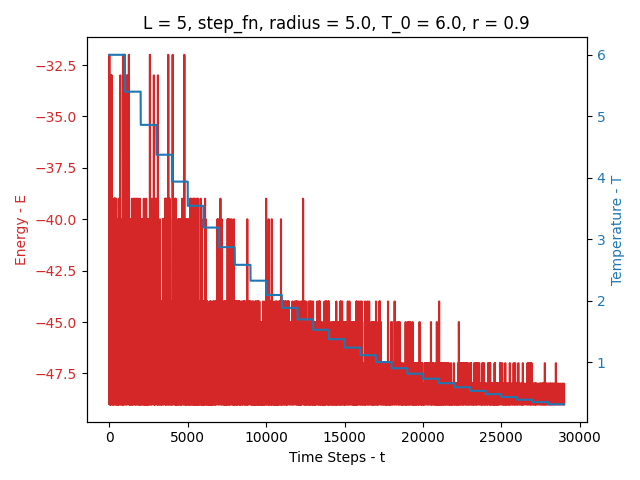 L = 5, step_fn, radius = 5.0, T_0 = 6.0, r = 0.9
Energy - E
−32.5
−35.0
−37.5
−40.0
−42.5
−45.0
−47.5
6
5
4
3
2
1
Temperature - T
0 5000 10000 15000 20000 25000 30000
Time Steps - t